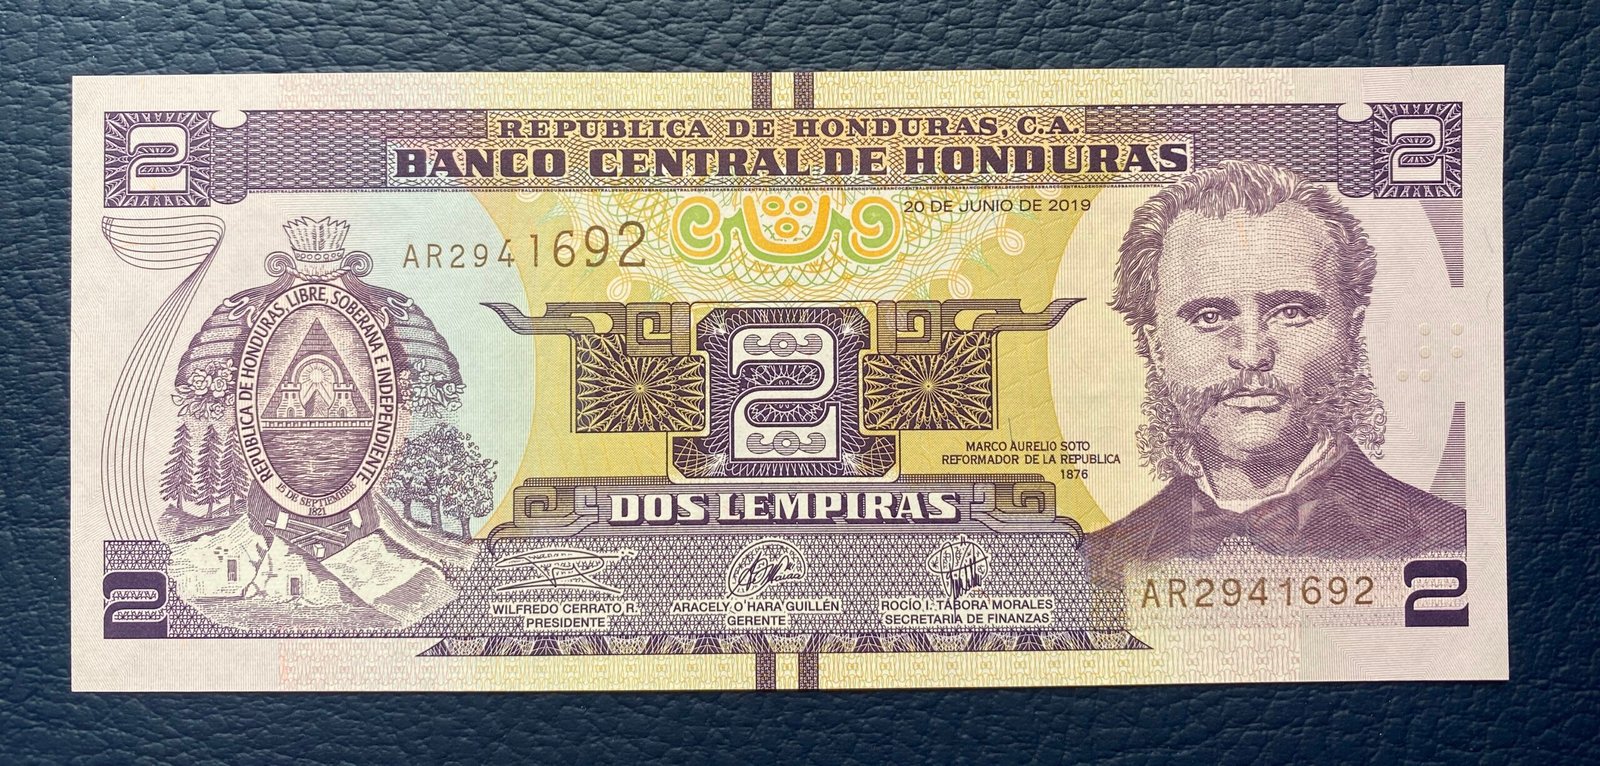 2
2
REPUBLICA DE HONDURAS, C.A.
BANCO CENTRAL DE HONDURAS
20 DE JUNIO DE 2019
AR2941692
REPUBLICA DE HONDURAS, LIBRE, SOBERANA E INDEPENDIENTE
15 DE SEPTIEMBRE
1821
2
MARCO AURELIO SOTO
REFORMADOR DE LA REPUBLICA
1876
DOS LEMPIRAS
WILFREDO CERRATO R.
PRESIDENTE
ARACELY O'HARA GUILLÉN
GERENTE
ROCÍO I. TÁBORA MORALES
SECRETARIA DE FINANZAS
AR2941692
2
2